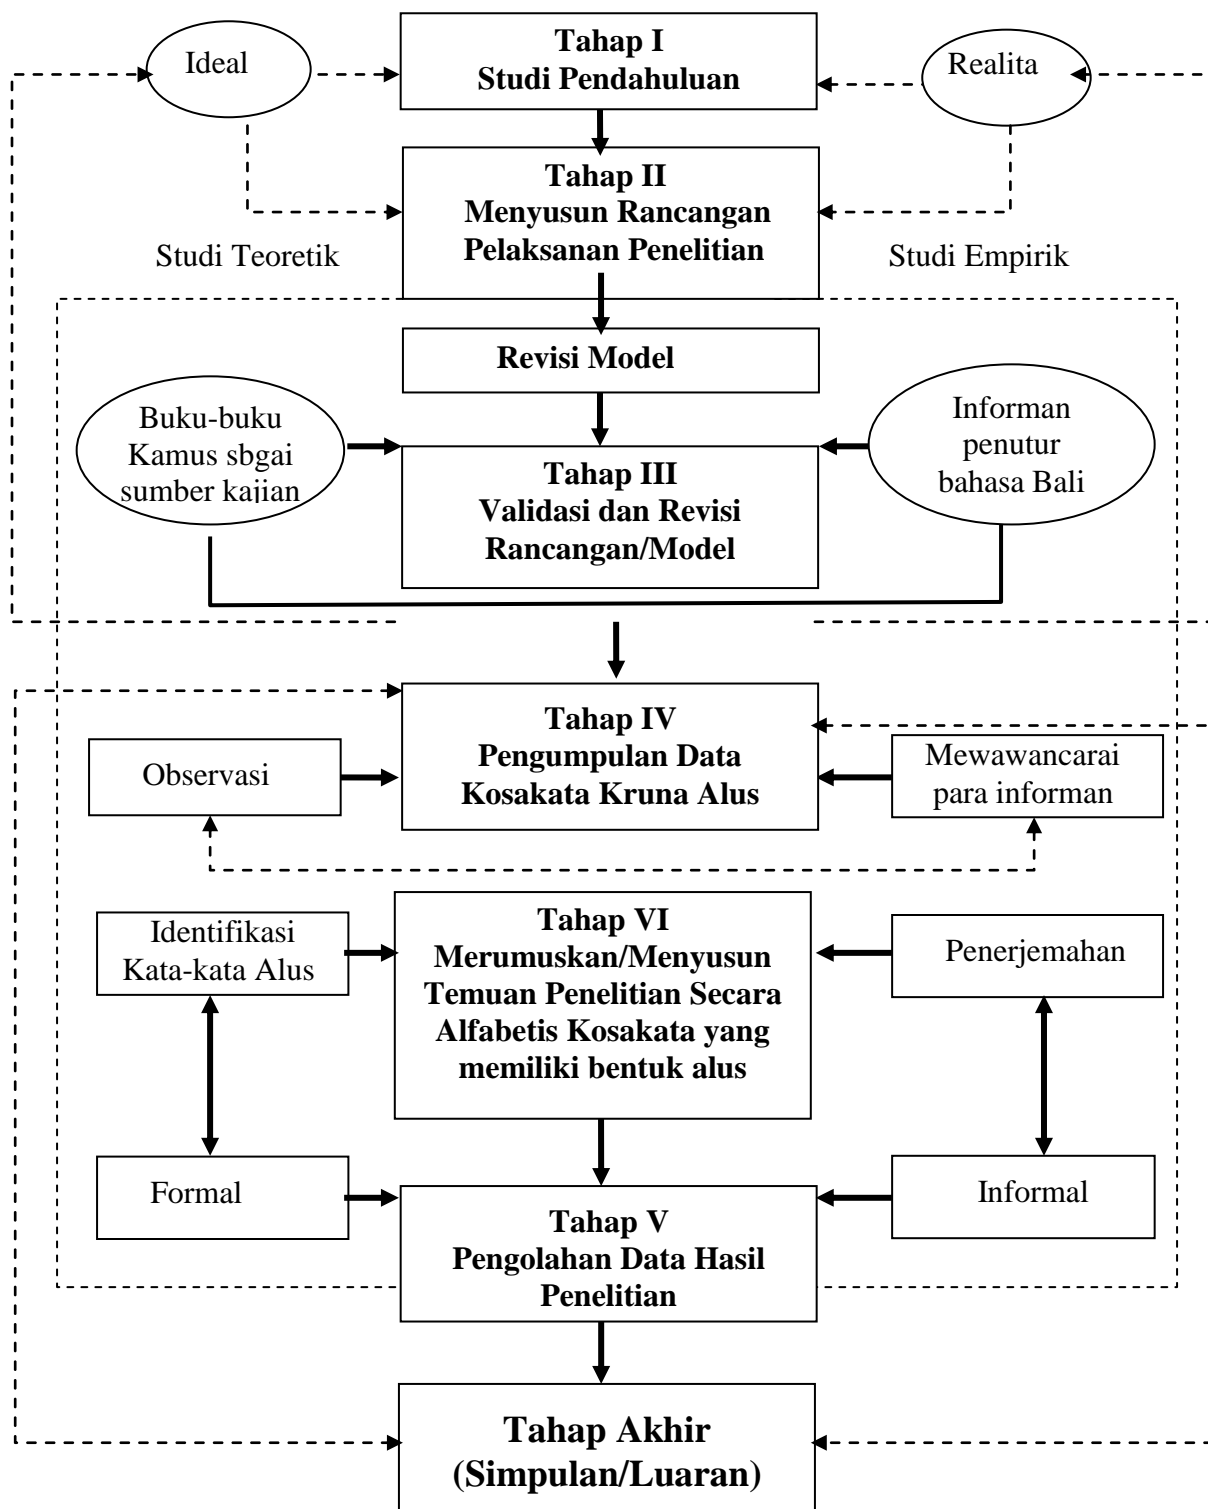 Ideal
Tahap I
Studi Pendahuluan
Realita
Tahap II
Menyusun Rancangan
Pelaksanan Penelitian
Studi Teoretik
Studi Empirik
Revisi Model
Buku-buku
Kamus sbgai
sumber kajian
Tahap III
Validasi dan Revisi
Rancangan/Model
Informan
penutur
bahasa Bali
Tahap IV
Pengumpulan Data
Kosakata Kruna Alus
Observasi
Mewawancarai
para informan
Identifikasi
Kata-kata Alus
Tahap VI
Merumuskan/Menyusun
Temuan Penelitian Secara
Alfabetis Kosakata yang
memiliki bentuk alus
Penerjemahan
Formal
Tahap V
Pengolahan Data Hasil
Penelitian
Informal
Tahap Akhir
(Simpulan/Luaran)